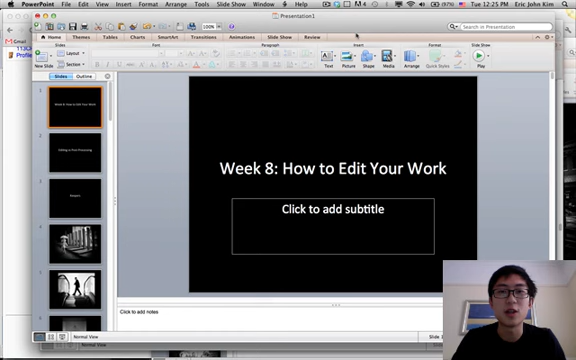 PowerPoint File Edit View Insert Format Arrange Tools Slide Show Window Help
Tue 12:25 PM Eric John Kim
Presentation1
100%
Search in Presentation
Home Themes Tables Charts SmartArt Transitions Animations Slide Show Review
Slides Font Paragraph Insert Format Slide Show
New Slide Layout Section Text Picture Shape Media Arrange Quick Styles Play
Slides Outline
Week 8: How to Edit Your Work
Click to add subtitle
Click to add notes
Normal View
Normal View